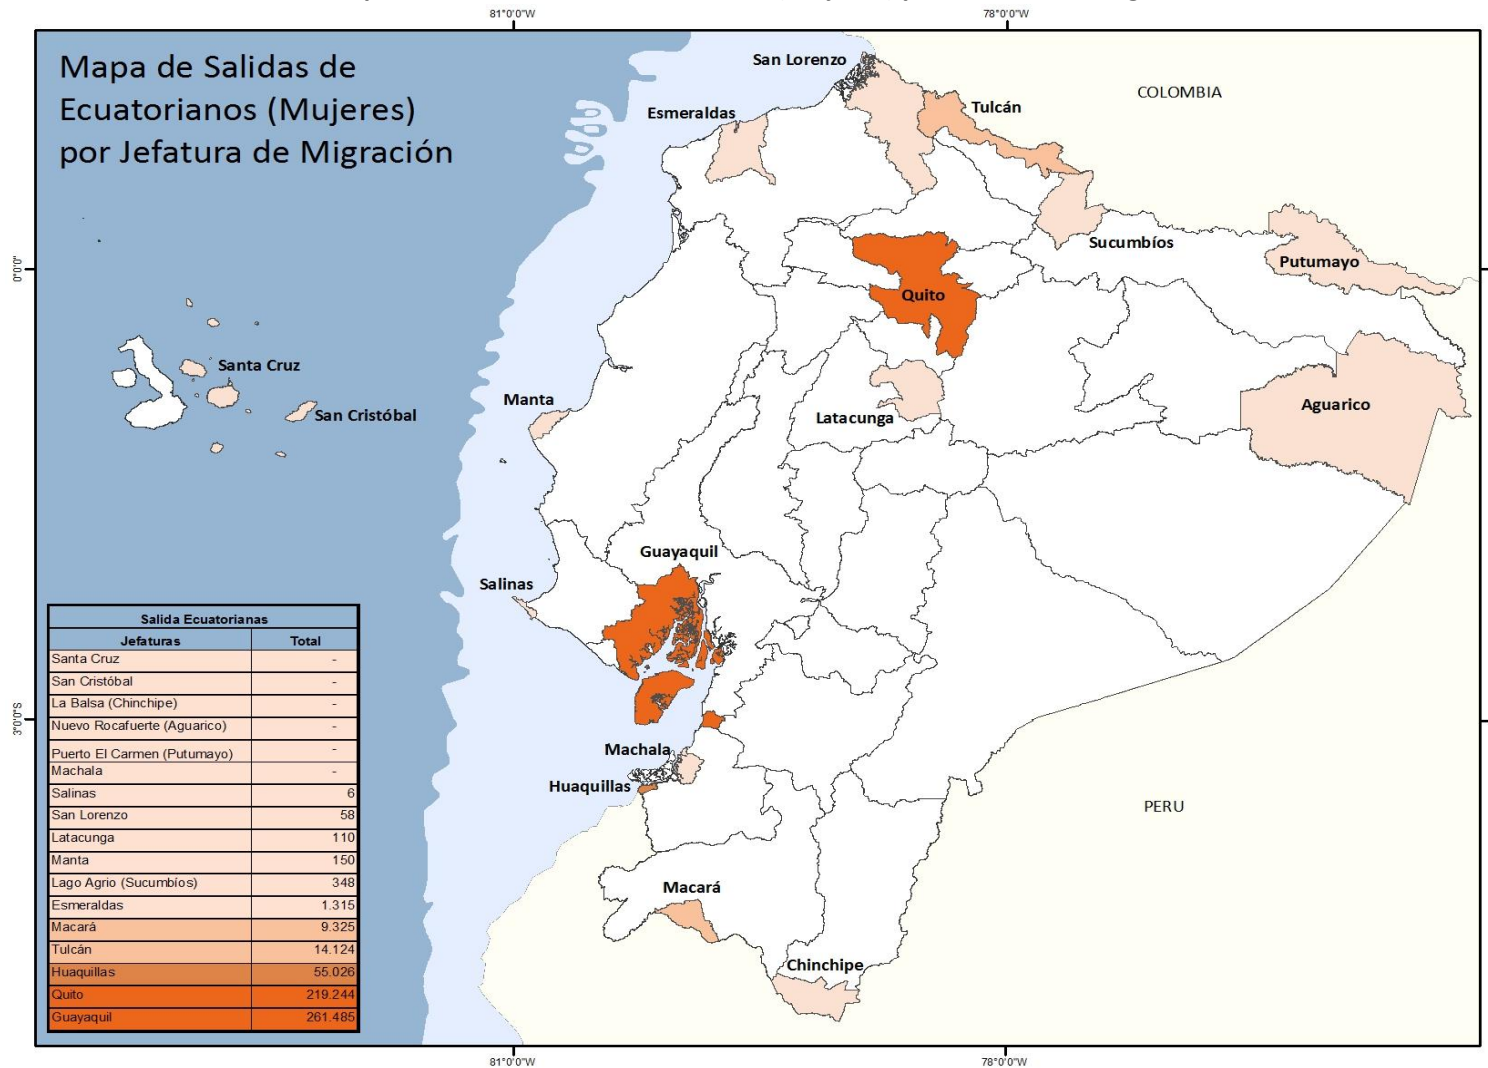 81°0'0"W
78°0'0"W
Mapa de Salidas de
Ecuatorianos (Mujeres)
por Jefatura de Migración
San Lorenzo
COLOMBIA
Esmeraldas
Tulcán
Sucumbíos
0°0'0"
Putumayo
Quito
Santa Cruz
Manta
San Cristóbal
Latacunga
Aguarico
Guayaquil
Salinas
Salida Ecuatorianas
Jefaturas Total
Santa Cruz -
San Cristóbal -
La Balsa (Chinchipe) -
Nuevo Rocafuerte (Aguarico) -
Puerto El Carmen (Putumayo) -
Machala -
Salinas 6
San Lorenzo 58
Latacunga 110
Manta 150
Lago Agrio (Sucumbíos) 348
Esmeraldas 1.315
Macará 9.325
Tulcán 14.124
Huaquillas 55.026
Quito 219.244
Guayaquil 261.485
3°0'0"S
Machala
Huaquillas
PERU
Macará
Chinchipe
81°0'0"W
78°0'0"W